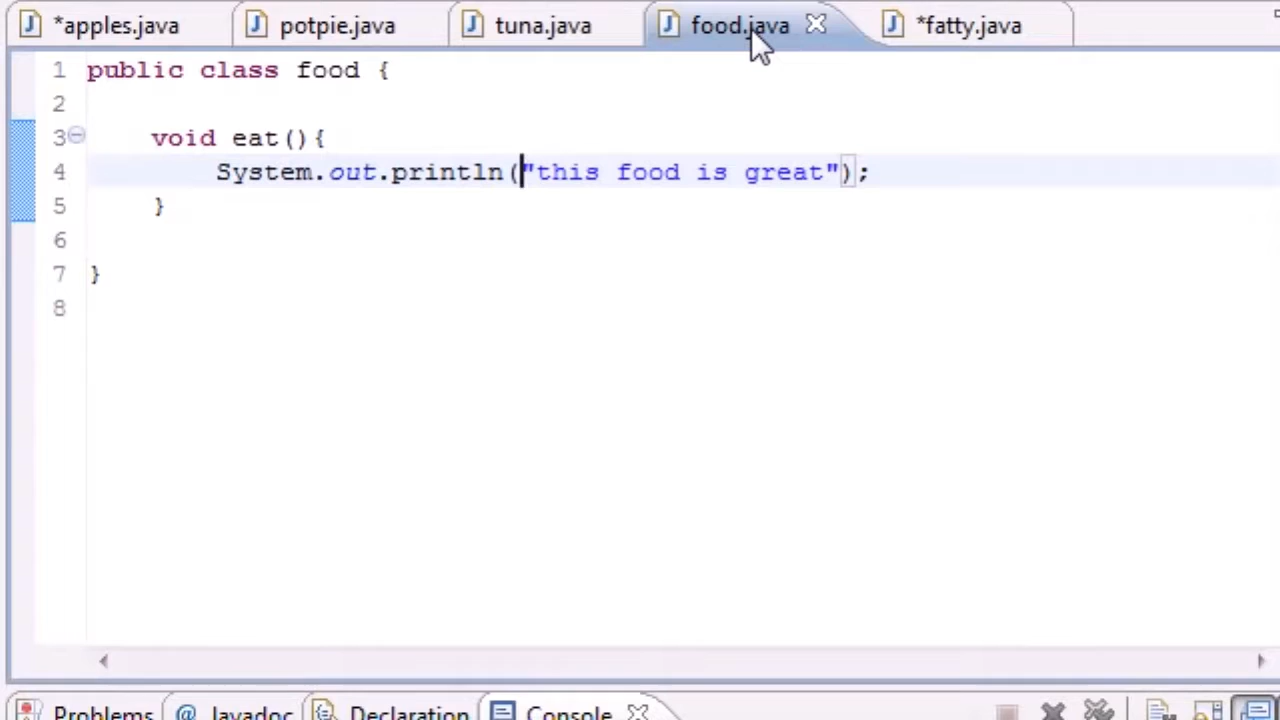 *apples.java potpie.java tuna.java food.java *fatty.java
1 public class food {
2
3 void eat(){
4 System.out.println("this food is great");
5 }
6
7 }
8
Problems @ Javadoc Declaration Console